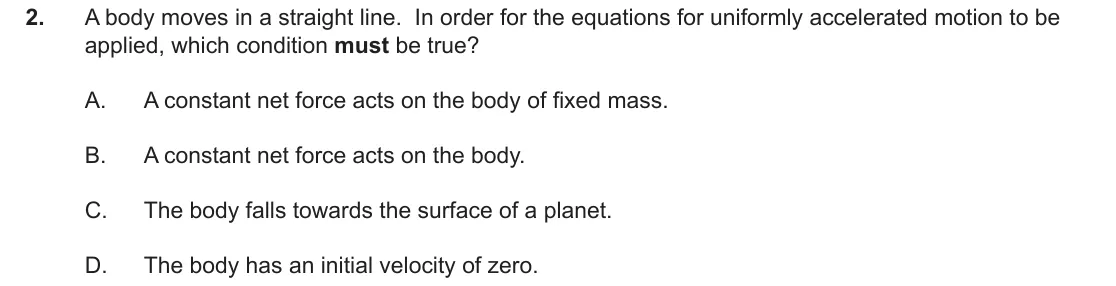 2. A body moves in a straight line. In order for the equations for uniformly accelerated motion to be
applied, which condition must be true?
A. A constant net force acts on the body of fixed mass.
B. A constant net force acts on the body.
C. The body falls towards the surface of a planet.
D. The body has an initial velocity of zero.